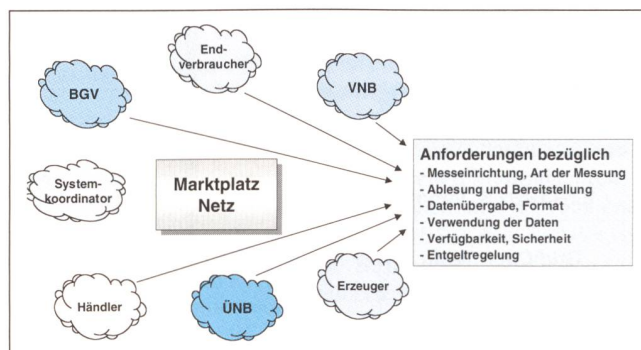 End-
verbraucher
BGV
VNB
System-
koordinator
Marktplatz
Netz
Anforderungen bezüglich
- Messeinrichtung, Art der Messung
- Ablesung und Bereitstellung
- Datenübergabe, Format
- Verwendung der Daten
- Verfügbarkeit, Sicherheit
- Entgeltregelung
Händler
ÜNB
Erzeuger